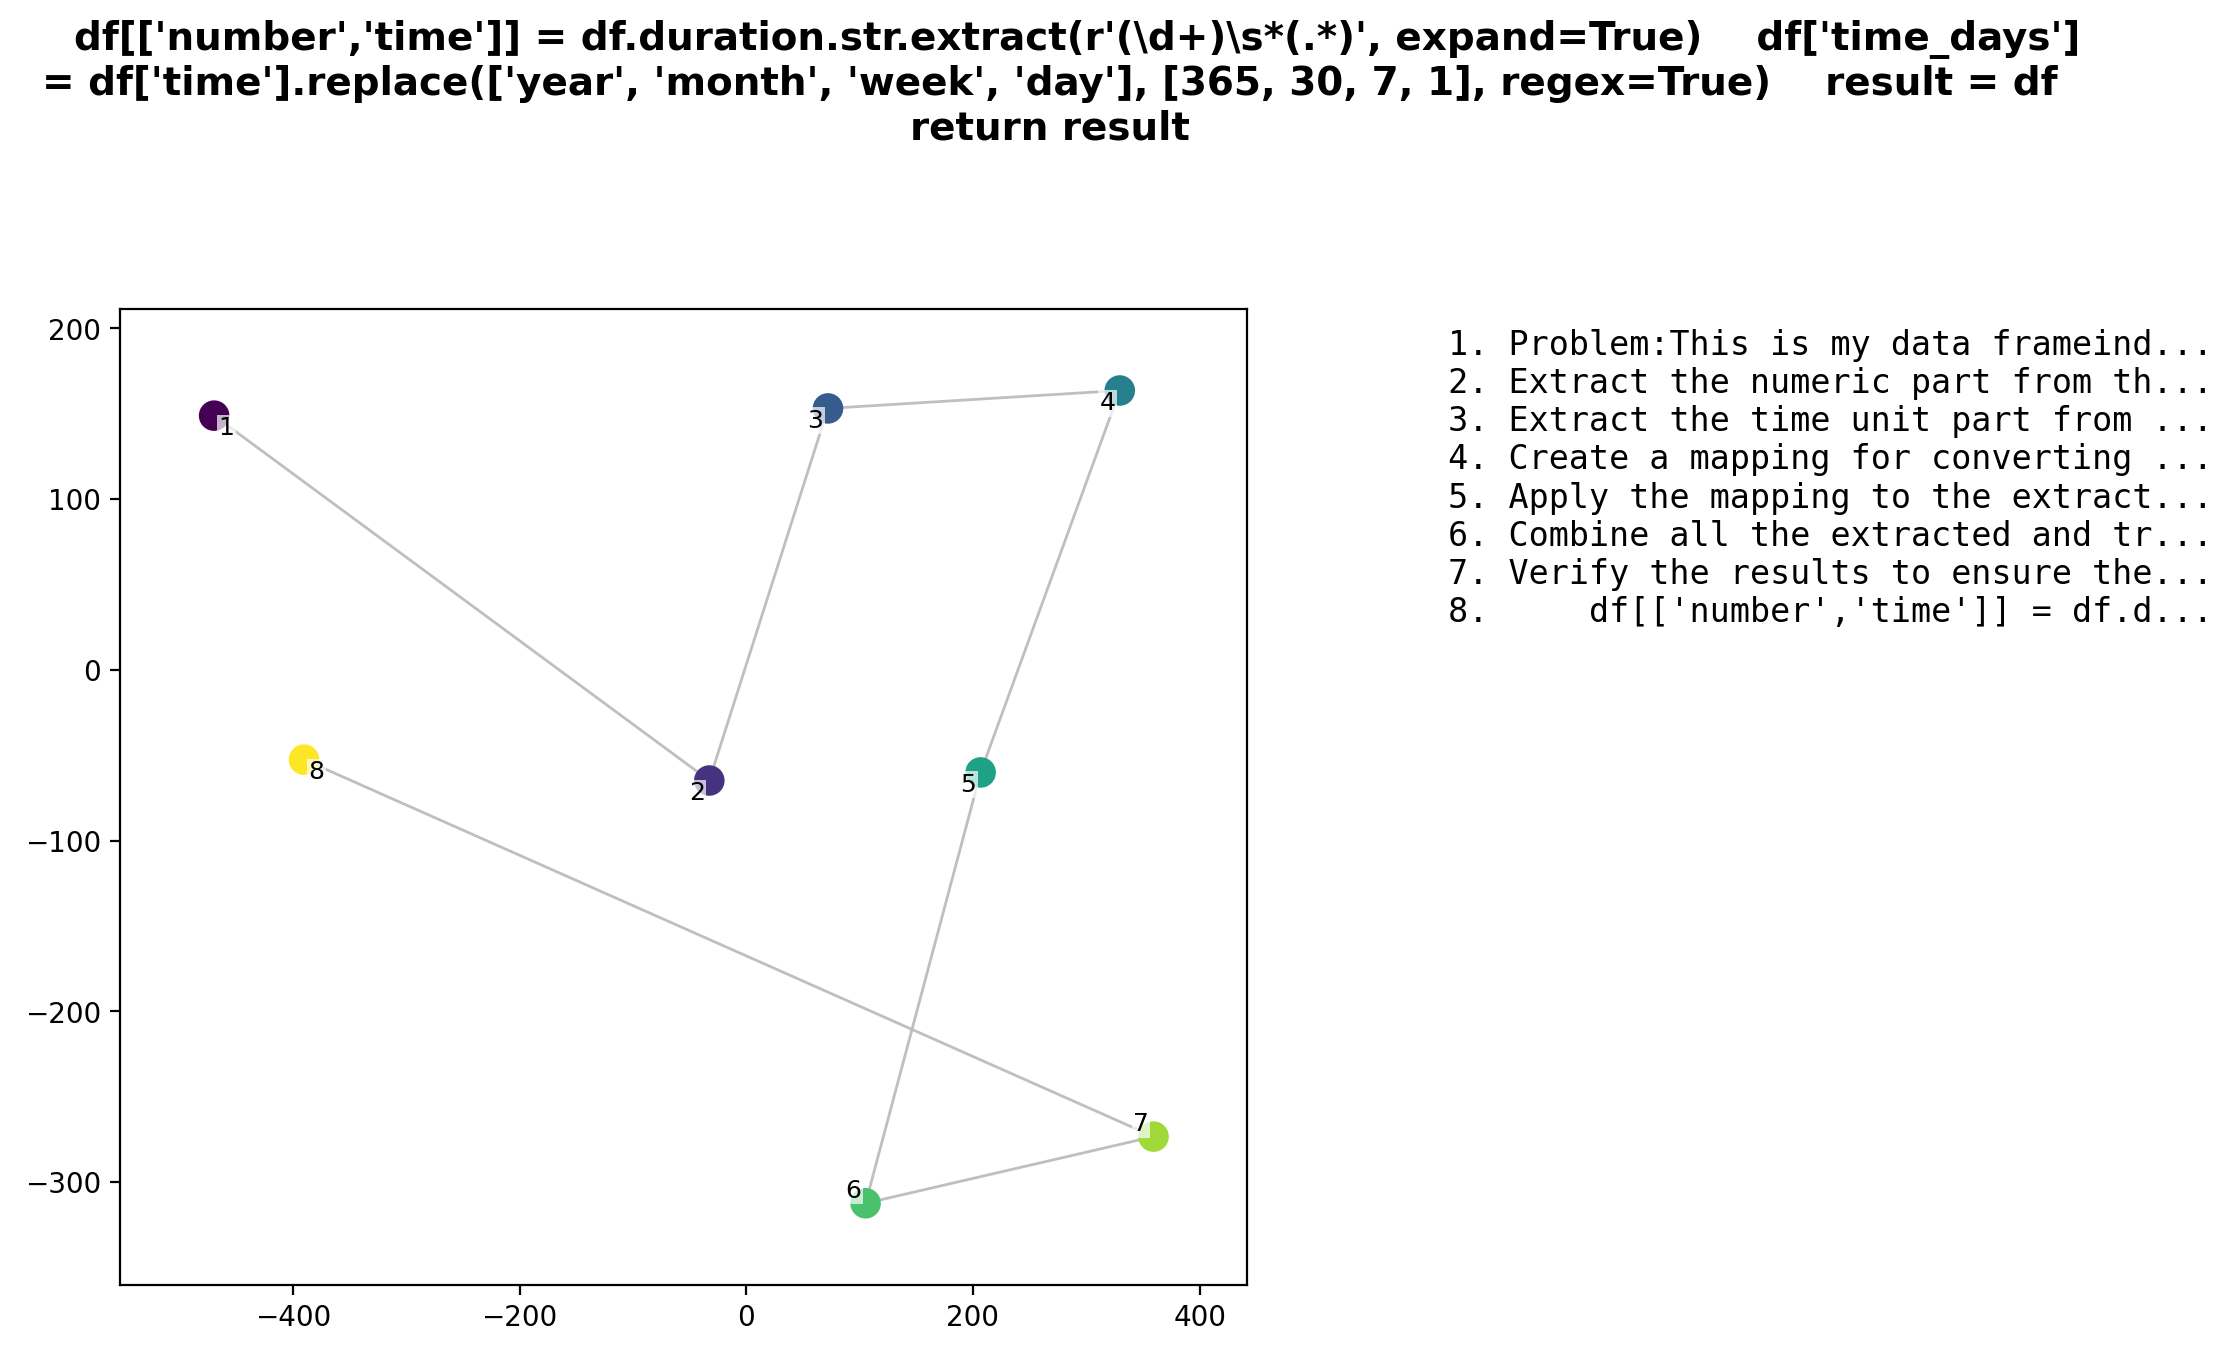 df[['number','time']] = df.duration.str.extract(r'(\d+)\s*(.*)', expand=True)    df['time_days']
= df['time'].replace(['year', 'month', 'week', 'day'], [365, 30, 7, 1], regex=True)    result = df
return result
200
100
0
−100
−200
−300
−400
−200
0
200
400
1
2
3
4
5
6
7
8
1. Problem:This is my data frameind...
2. Extract the numeric part from th...
3. Extract the time unit part from ...
4. Create a mapping for converting ...
5. Apply the mapping to the extract...
6. Combine all the extracted and tr...
7. Verify the results to ensure the...
8.     df[['number','time']] = df.d...